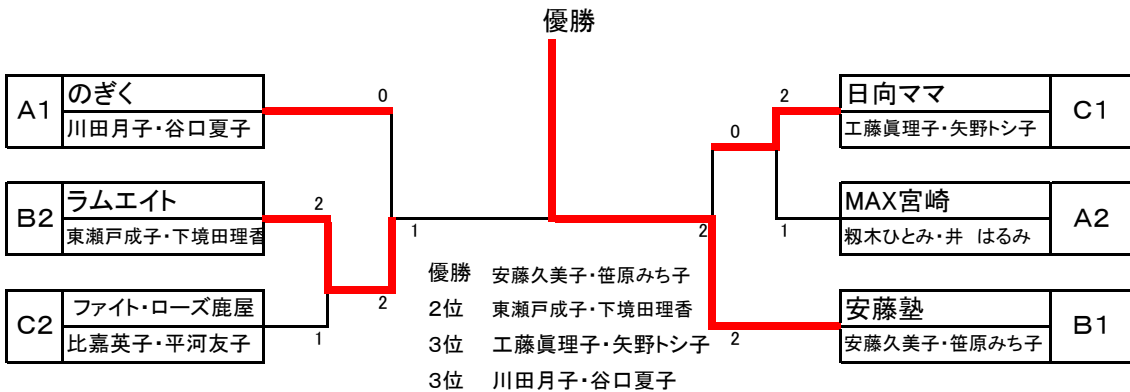 優勝
A1
のぎく
川田月子・谷口夏子
0
B2
ラムエイト
東瀬戸成子・下境田理香
2
C2
ファイト・ローズ鹿屋
比嘉英子・平河友子
1
2
1
日向ママ
工藤眞理子・矢野トシ子
C1
2
0
MAX宮崎
籾木ひとみ・井 はるみ
A2
1
安藤塾
安藤久美子・笹原みち子
B1
2
2
優勝 安藤久美子・笹原みち子
2位 東瀬戸成子・下境田理香
3位 工藤眞理子・矢野トシ子
3位 川田月子・谷口夏子